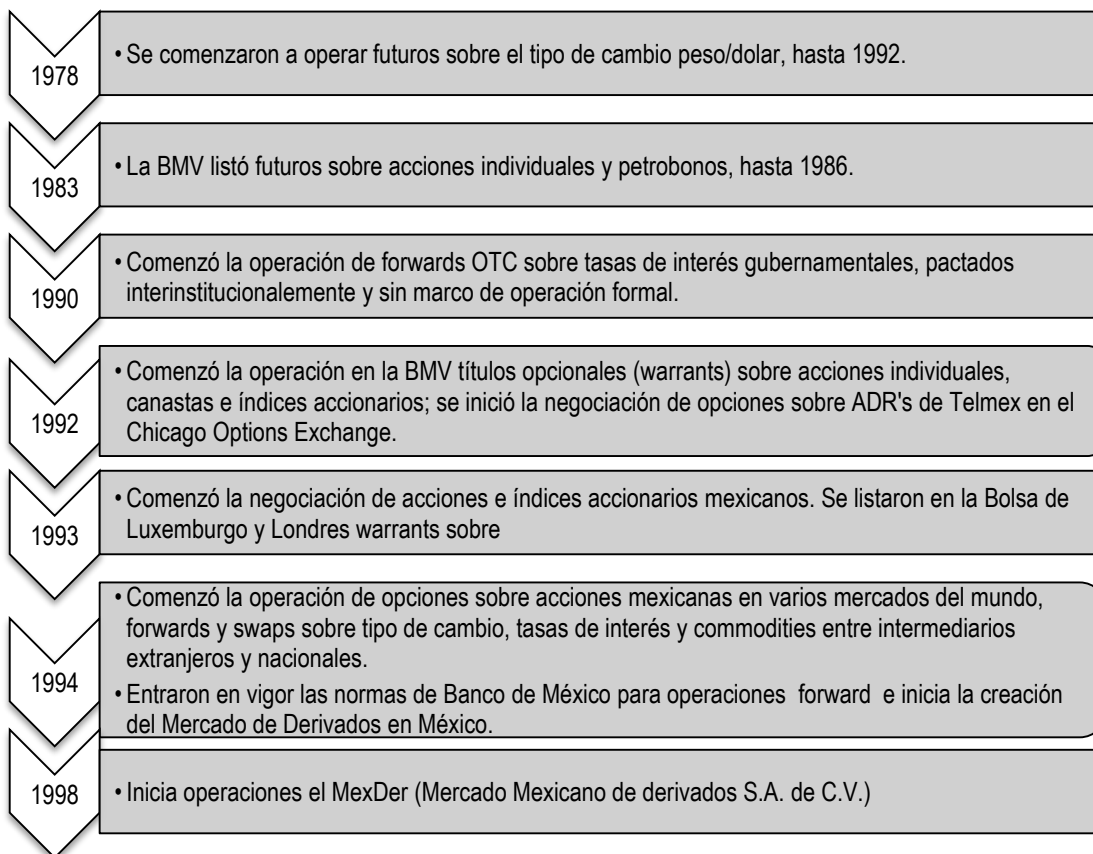 1978
• Se comenzaron a operar futuros sobre el tipo de cambio peso/dolar, hasta 1992.
1983
• La BMV listó futuros sobre acciones individuales y petrobonos, hasta 1986.
1990
• Comenzó la operación de forwards OTC sobre tasas de interés gubernamentales, pactados
interinstitucionalemente y sin marco de operación formal.
1992
• Comenzó la operación en la BMV títulos opcionales (warrants) sobre acciones individuales,
canastas e índices accionarios; se inició la negociación de opciones sobre ADR's de Telmex en el
Chicago Options Exchange.
1993
• Comenzó la negociación de acciones e índices accionarios mexicanos. Se listaron en la Bolsa de
Luxemburgo y Londres warrants sobre
1994
• Comenzó la operación de opciones sobre acciones mexicanas en varios mercados del mundo,
forwards y swaps sobre tipo de cambio, tasas de interés y commodities entre intermediarios
extranjeros y nacionales.
• Entraron en vigor las normas de Banco de México para operaciones forward e inicia la creación
del Mercado de Derivados en México.
1998
• Inicia operaciones el MexDer (Mercado Mexicano de derivados S.A. de C.V.)